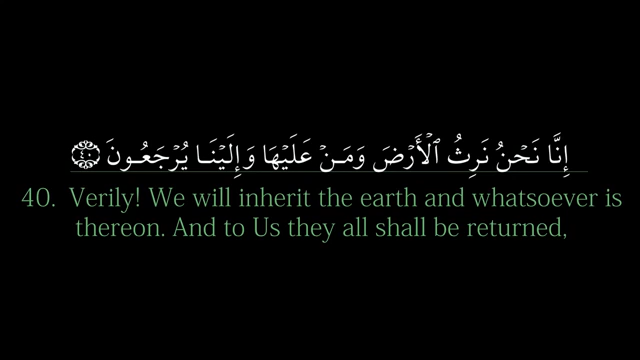 إِنَّا نَحْنُ نَرِثُ ٱلْأَرْضَ وَمَنْ عَلَيْهَا وَإِلَيْنَا يُرْجَعُونَ ۝٤٠
40. Verily! We will inherit the earth and whatsoever is
thereon. And to Us they all shall be returned,